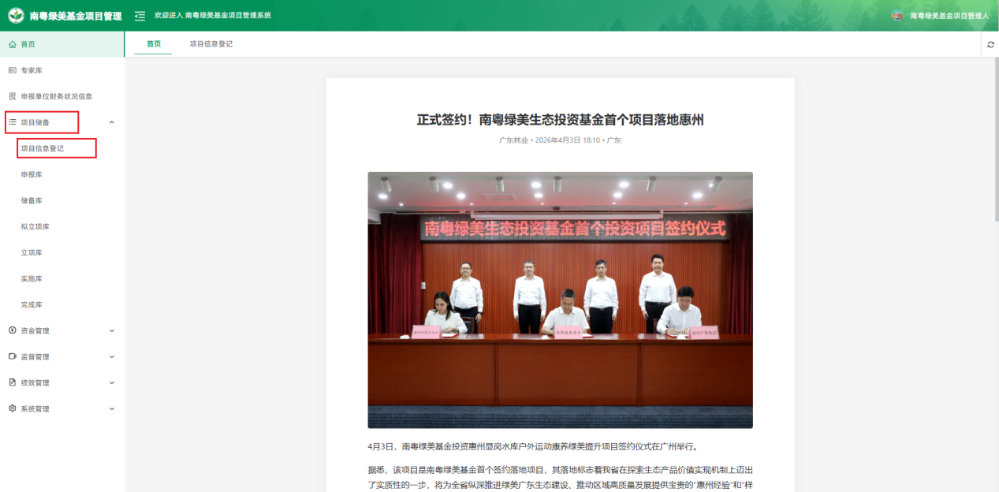 南粤绿美基金项目管理
欢迎进入 南粤绿美基金项目管理系统
南粤绿美基金项目管理人
首页
专家库
申报单位财务状况信息
项目储备
项目信息登记
申报库
储备库
拟立项库
立项库
实施库
完成库
资金管理
监督管理
绩效管理
系统管理
首页
项目信息登记
正式签约！南粤绿美生态投资基金首个项目落地惠州
广东林业 • 2026年4月3日 18:10 • 广东
南粤绿美生态投资基金首个投资项目签约仪式
4月3日，南粤绿美基金投资惠州显岗水库户外运动康养绿美提升项目签约仪式在广州举行。
据悉，该项目是南粤绿美基金首个签约落地项目，其落地标志着我省在探索生态产品价值实现机制上迈出
了实质性的一步，将为全省纵深推进绿美广东生态建设、推动区域高质量发展提供宝贵的“惠州经验”和“样